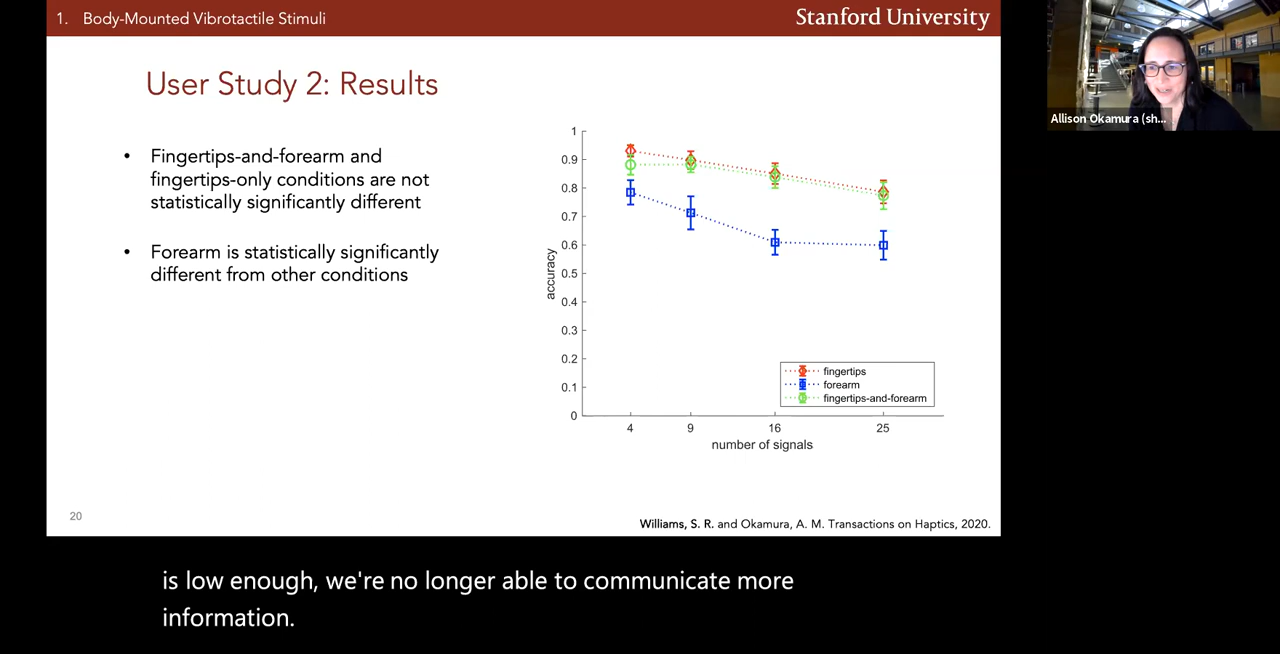 1. Body-Mounted Vibrotactile Stimuli
Stanford University
User Study 2: Results
• Fingertips-and-forearm and
fingertips-only conditions are not
statistically significantly different
• Forearm is statistically significantly
different from other conditions
1
0.9
0.8
0.7
0.6
0.5
0.4
0.3
0.2
0.1
0
accuracy
4 9 16 25
number of signals
fingertips
forearm
fingertips-and-forearm
20
Williams, S. R. and Okamura, A. M. Transactions on Haptics, 2020.
Allison Okamura (sh...
is low enough, we're no longer able to communicate more
information.